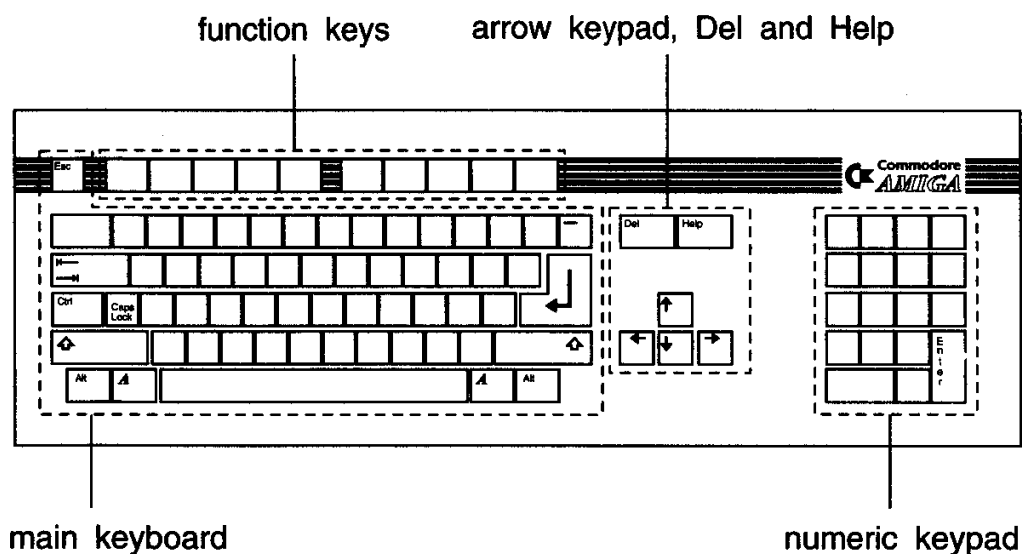 function keys
arrow keypad, Del and Help
Esc
Commodore
AMIGA
Del
Help
Ctrl
Caps
Lock
Enter
Alt
A
A
Alt
main keyboard
numeric keypad